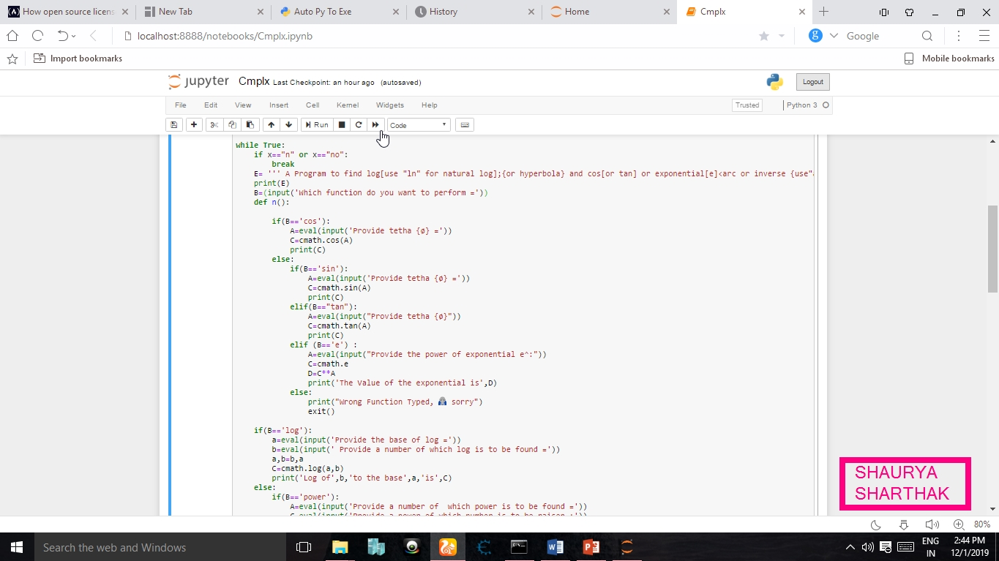 How open source licens
New Tab
Auto Py To Exe
History
Home
Cmplx
localhost:8888/notebooks/Cmplx.ipynb
Google
Import bookmarks
Mobile bookmarks
jupyter Cmplx Last Checkpoint: an hour ago (autosaved)
Logout
File Edit View Insert Cell Kernel Widgets Help
Trusted
Python 3
Run
Code
while True:
    if x=="n" or x=="no":
        break
    E= ''' A Program to find log[use "ln" for natural log];{or hyperbola} and cos[or tan] or exponential[e]<arc or inverse {use"
    print(E)
    B=(input('Which function do you want to perform ='))
    def n():
        if(B=='cos'):
            A=eval(input('Provide tetha {ø} ='))
            C=cmath.cos(A)
            print(C)
        else:
            if(B=='sin'):
                A=eval(input('Provide tetha {ø} ='))
                C=cmath.sin(A)
                print(C)
            elif(B=="tan"):
                A=eval(input("Provide tetha {ø}"))
                C=cmath.tan(A)
                print(C)
            elif (B=='e') :
                A=eval(input("Provide the power of exponential e^:"))
                C=cmath.e
                D=C**A
                print('The Value of the exponential is',D)
            else:
                print("Wrong Function Typed, sorry")
                exit()
    if(B=='log'):
        a=eval(input('Provide the base of log ='))
        b=eval(input(' Provide a number of which log is to be found ='))
        a,b=b,a
        C=cmath.log(a,b)
        print('Log of',b,'to the base',a,'is',C)
    else:
        if(B=='power'):
            A=eval(input('Provide a number of  which power is to be found ='))
SHAURYA
SHARTHAK
80%
Search the web and Windows
ENG
IN
2:44 PM
12/1/2019